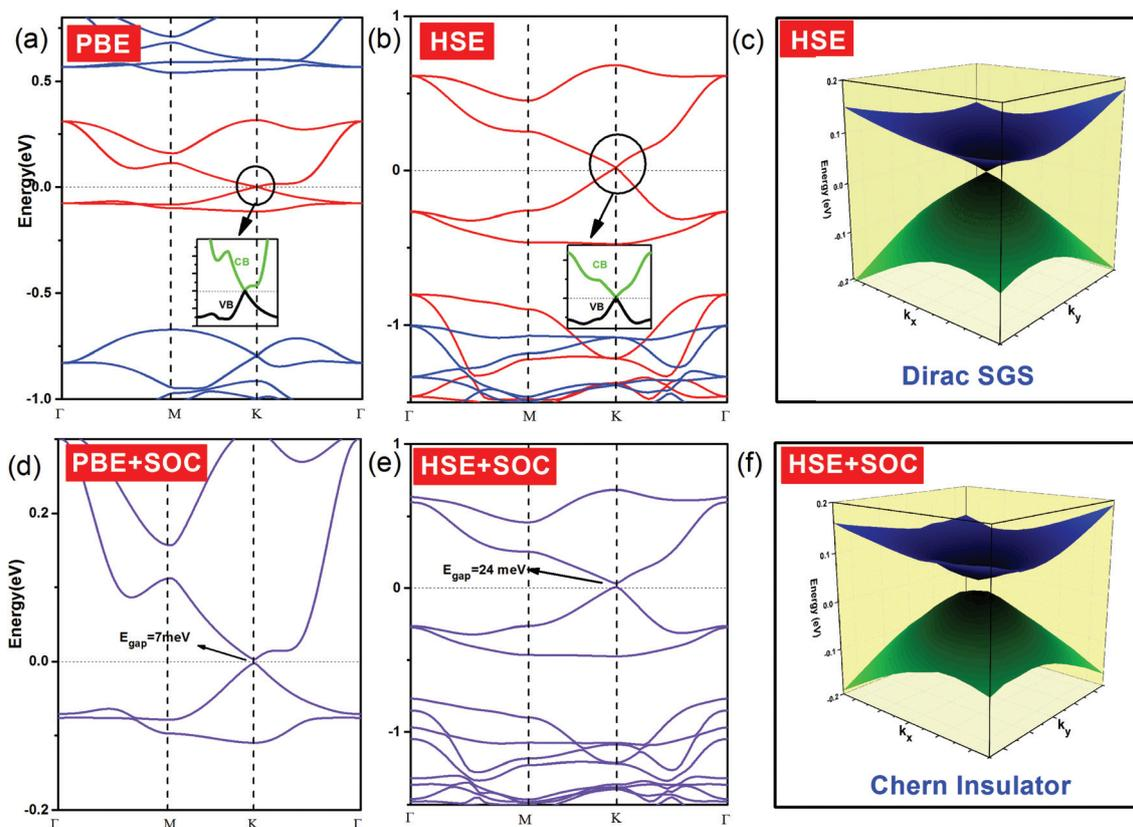 (a)
PBE
Energy(eV)
0.5
0.0
-0.5
-1.0
CB
VB
Γ
M
K
Γ
(b)
HSE
1
0
-1
CB
VB
Γ
M
K
Γ
(c)
HSE
0.2
0.1
0.0
-0.1
-0.2
Energy (eV)
kx
ky
Dirac SGS
(d)
PBE+SOC
Energy(eV)
0.2
0.0
-0.2
Egap=7meV
Γ
M
K
Γ
(e)
HSE+SOC
1
0
-1
Egap=24 meV
Γ
M
K
Γ
(f)
HSE+SOC
0.2
0.1
0.0
-0.1
-0.2
Energy (eV)
kx
ky
Chern Insulator